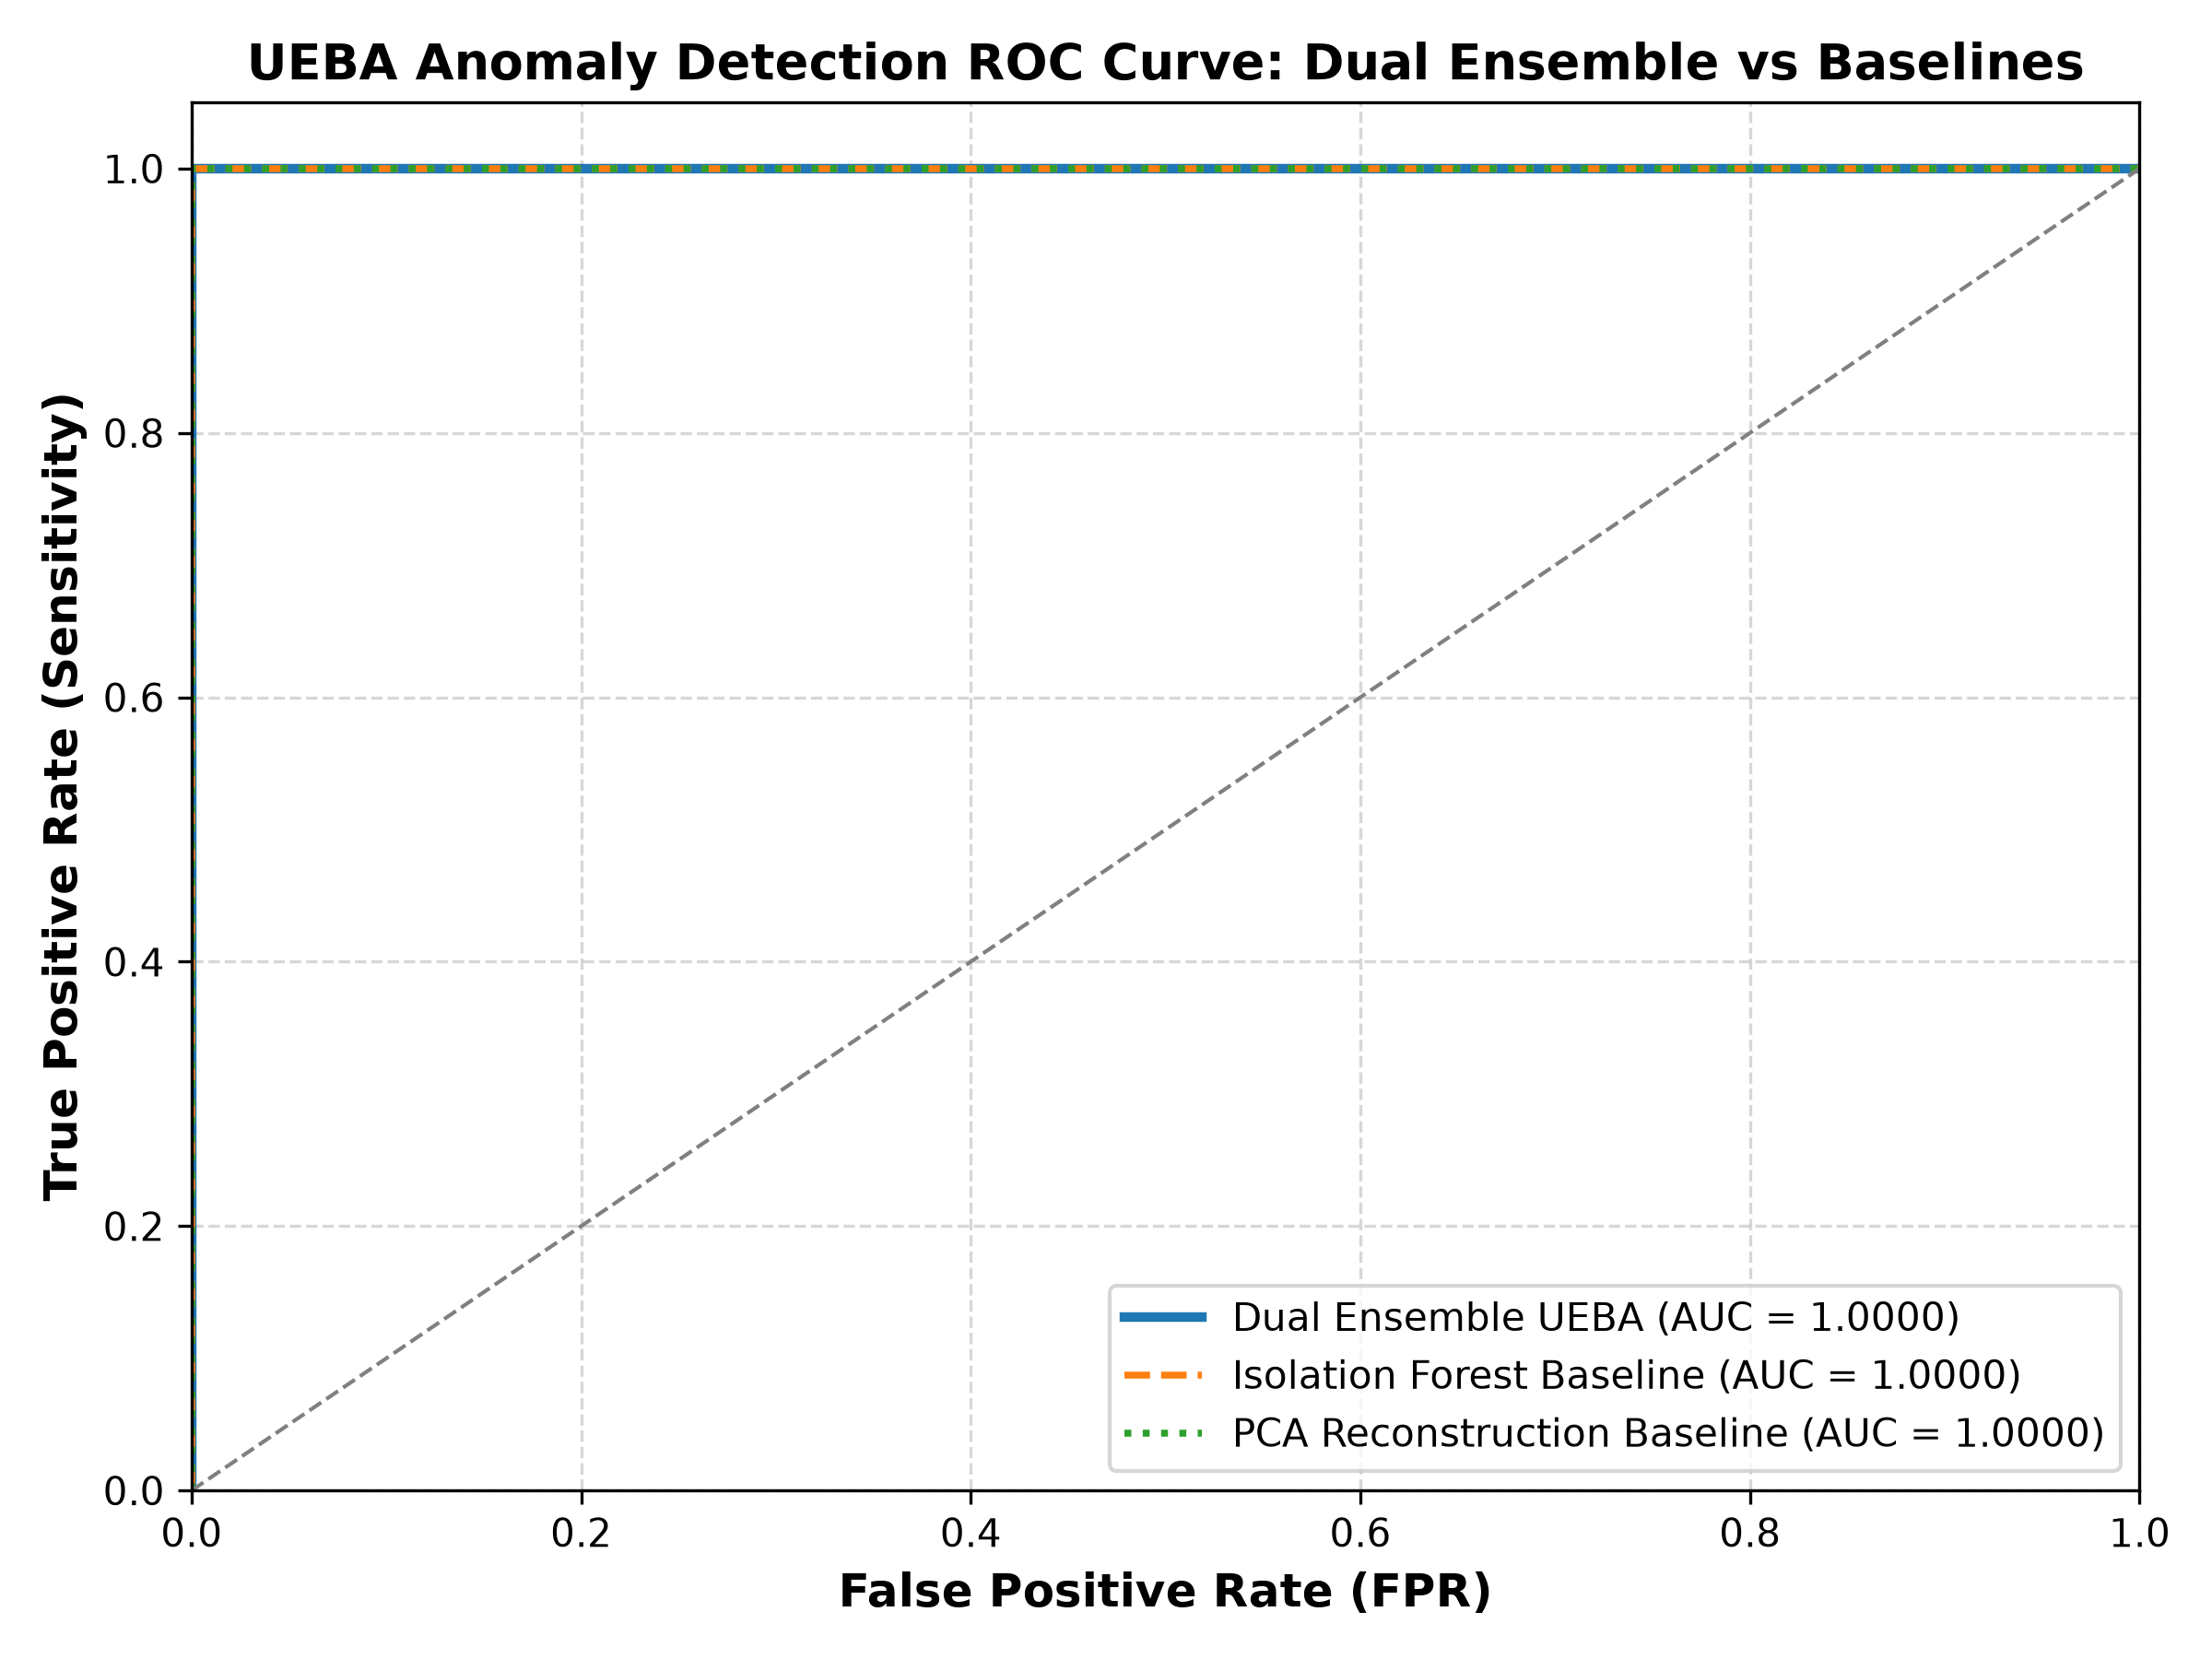 UEBA Anomaly Detection ROC Curve: Dual Ensemble vs Baselines
True Positive Rate (Sensitivity)
1.0
0.8
0.6
0.4
0.2
0.0
0.0 0.2 0.4 0.6 0.8 1.0
False Positive Rate (FPR)
Dual Ensemble UEBA (AUC = 1.0000)
Isolation Forest Baseline (AUC = 1.0000)
PCA Reconstruction Baseline (AUC = 1.0000)